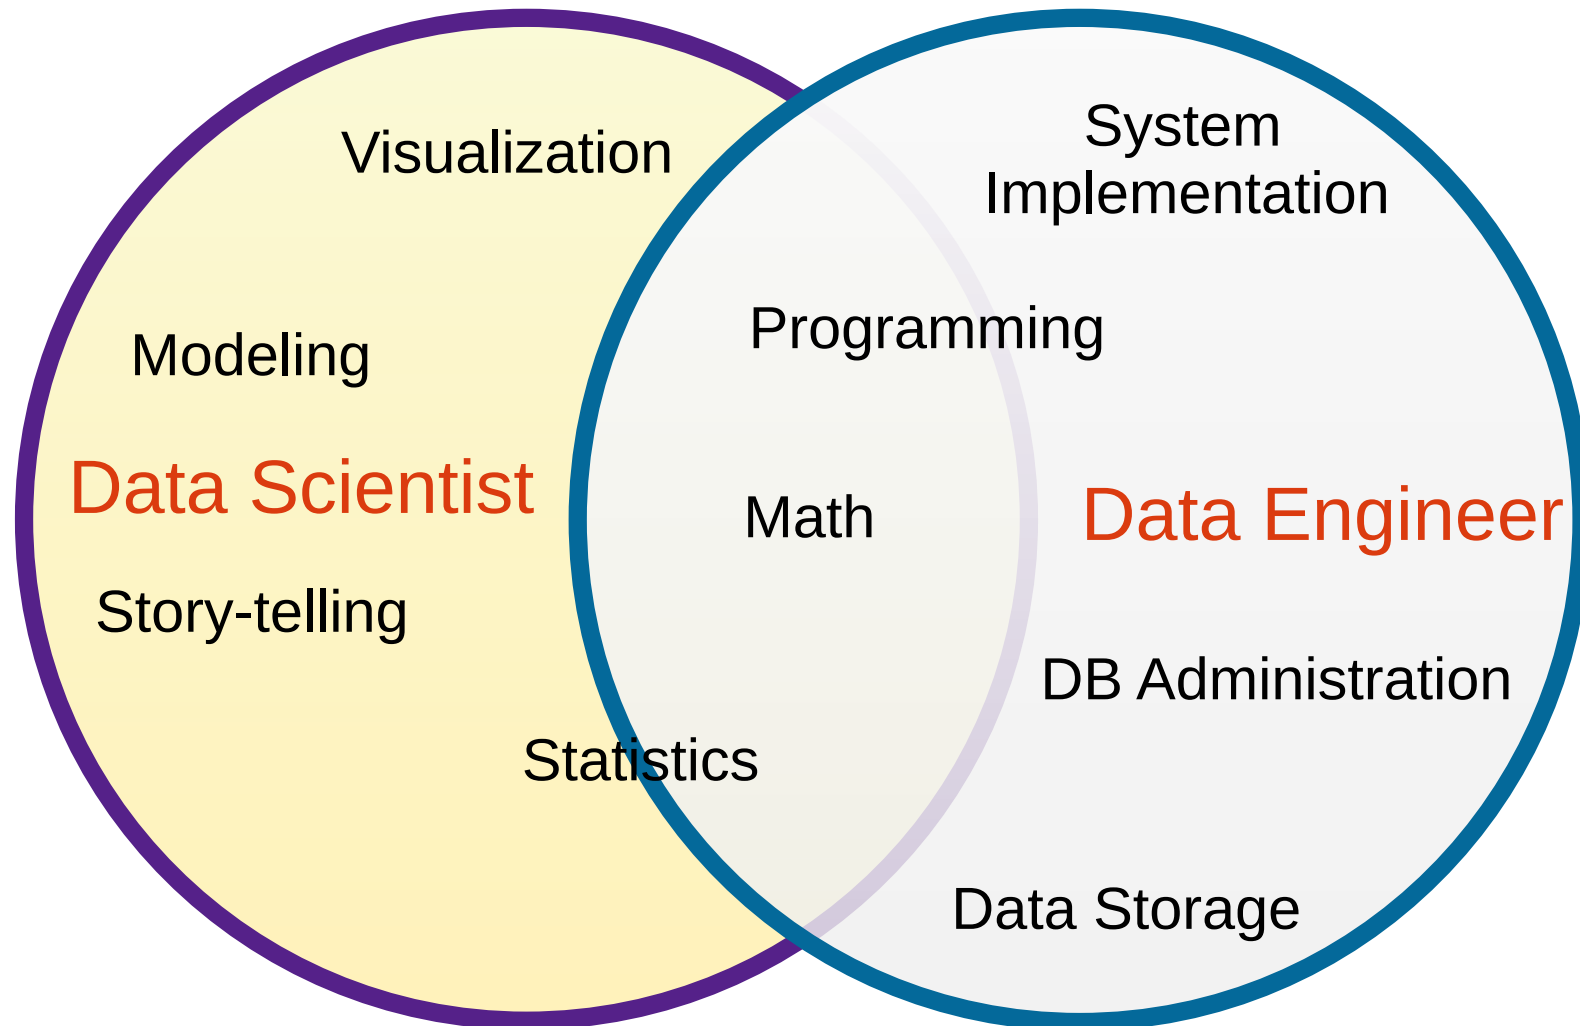 Visualization
System
Implementation
Modeling
Programming
Data Scientist
Math
Data Engineer
Story-telling
DB Administration
Statistics
Data Storage